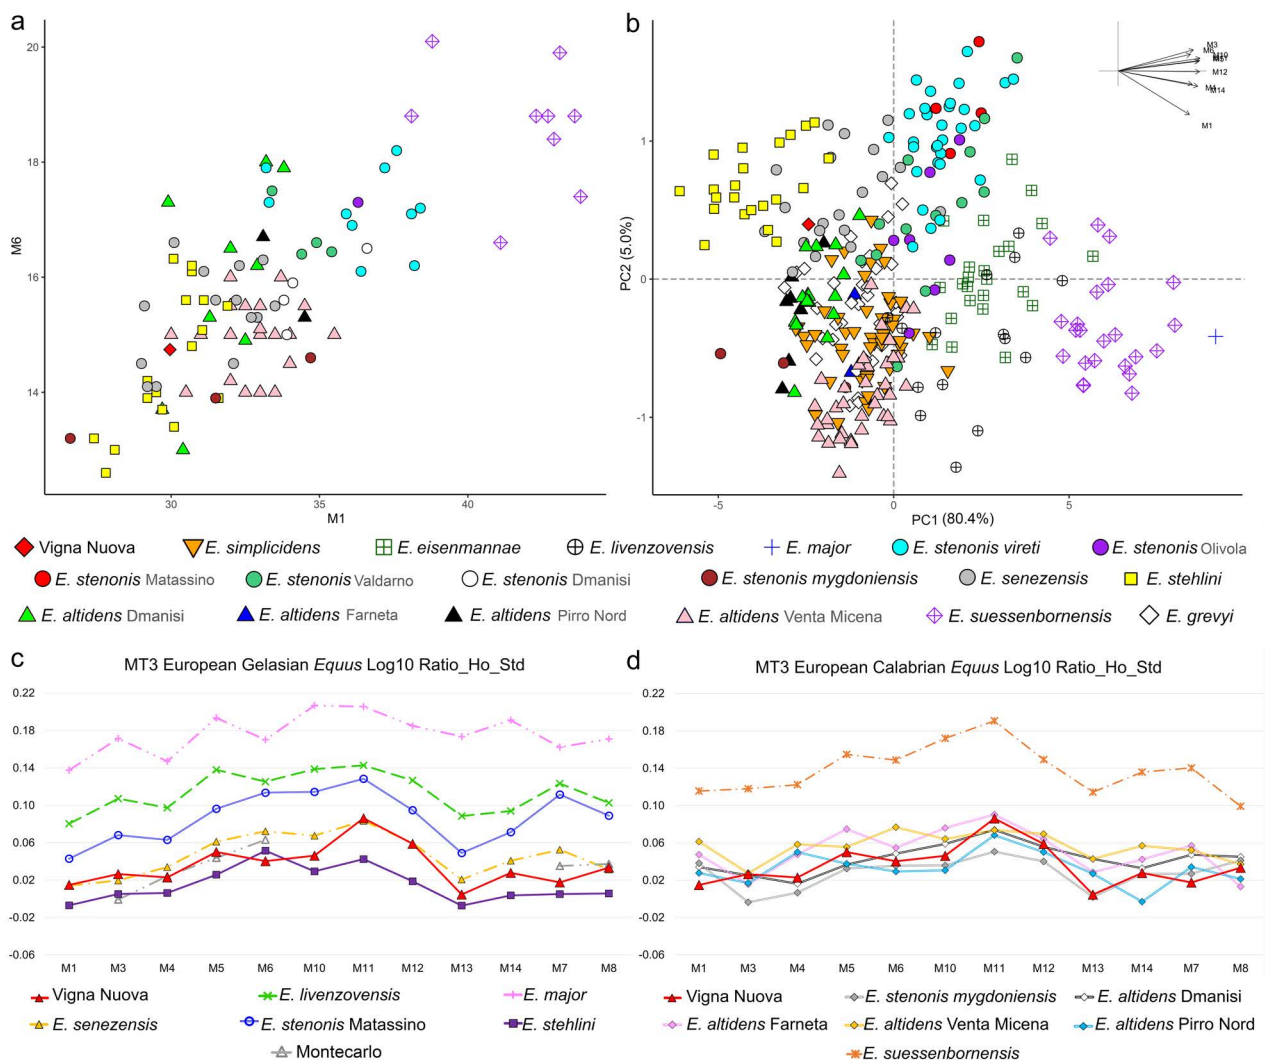 a
20
18
16
14
M6
30
35
40
M1
b
1
0
-1
PC2 (5.0%)
-5
0
5
PC1 (80.4%)
M3
M6
M10
M12
M4
M14
M1
Vigna Nuova
E. simplicidens
E. eisenmannae
E. livenzovensis
E. major
E. stenonis vireti
E. stenonis Olivola
E. stenonis Matassino
E. stenonis Valdarno
E. stenonis Dmanisi
E. stenonis mygdoniensis
E. senezensis
E. stehlini
E. altidens Dmanisi
E. altidens Farneta
E. altidens Pirro Nord
E. altidens Venta Micena
E. suessenbornensis
E. grevyi
c
MT3 European Gelasian Equus Log10 Ratio_Ho_Std
0.22
0.18
0.14
0.10
0.06
0.02
-0.02
-0.06
M1 M3 M4 M5 M6 M10 M11 M12 M13 M14 M7 M8
Vigna Nuova
E. livenzovensis
E. major
E. senezensis
E. stenonis Matassino
E. stehlini
Montecarlo
d
MT3 European Calabrian Equus Log10 Ratio_Ho_Std
0.22
0.18
0.14
0.10
0.06
0.02
-0.02
-0.06
M1 M3 M4 M5 M6 M10 M11 M12 M13 M14 M7 M8
Vigna Nuova
E. stenonis mygdoniensis
E. altidens Dmanisi
E. altidens Farneta
E. altidens Venta Micena
E. altidens Pirro Nord
E. suessenbornensis